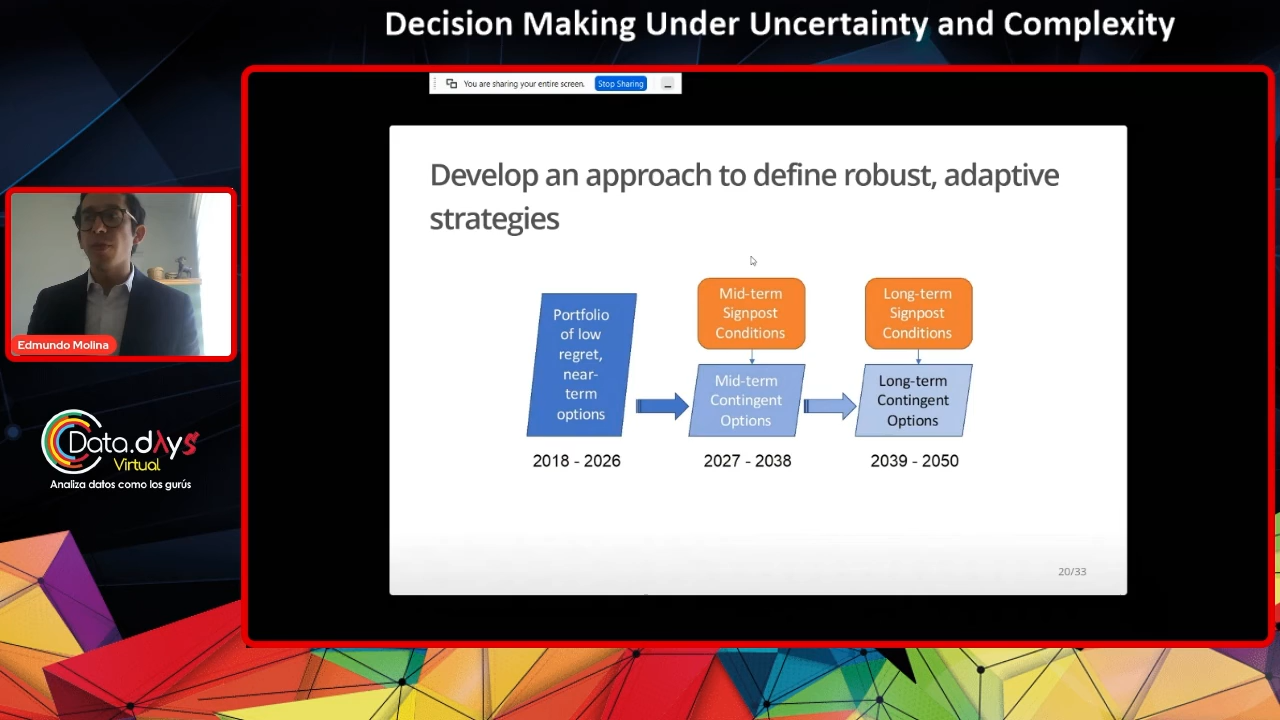 Decision Making Under Uncertainty and Complexity
You are sharing your entire screen.
Stop Sharing
Develop an approach to define robust, adaptive
strategies
Portfolio
of low
regret,
near-
term
options
Mid-term
Signpost
Conditions
Long-term
Signpost
Conditions
Mid-term
Contingent
Options
Long-term
Contingent
Options
2018 - 2026
2027 - 2038
2039 - 2050
20/33
Edmundo Molina
Data.dAys
Virtual
Analiza datos como los gurús